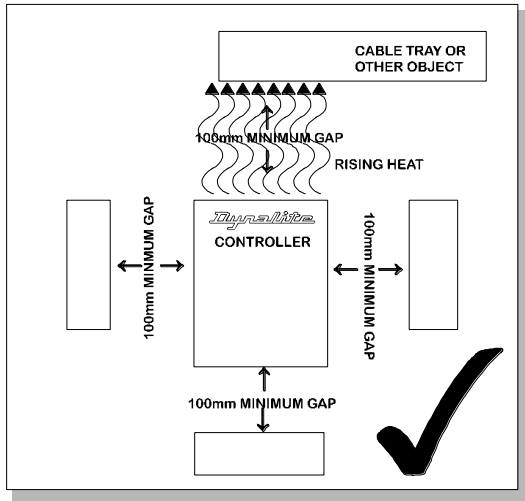 CABLE TRAY OR
OTHER OBJECT
100mm MINIMUM GAP
RISING HEAT
Dynalite
CONTROLLER
100mm MINMUM GAP
100mm MINIMUM GAP
100mm MINIMUM GAP